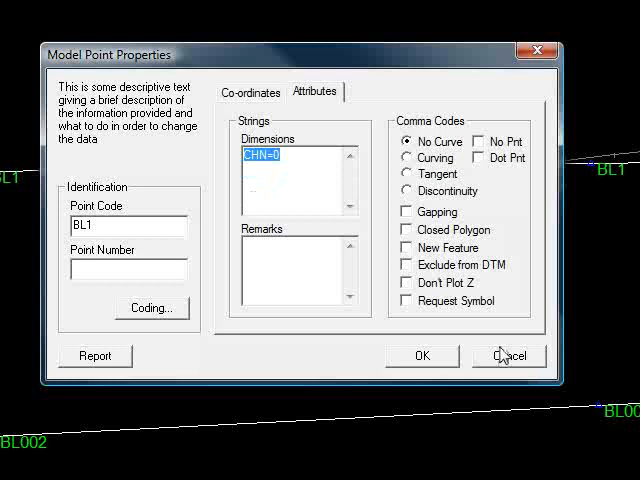 Model Point Properties
This is some descriptive text
giving a brief description of
the information provided and
what to do in order to change
the data
Identification
Point Code
BL1
Point Number
Coding...
Report
Co-ordinates
Attributes
Strings
Dimensions
CHN=0
Remarks
Comma Codes
No Curve
No Pnt
Curving
Dot Pnt
Tangent
Discontinuity
Gapping
Closed Polygon
New Feature
Exclude from DTM
Don't Plot Z
Request Symbol
OK
Cancel
BL1
BL1
BL002
BL00